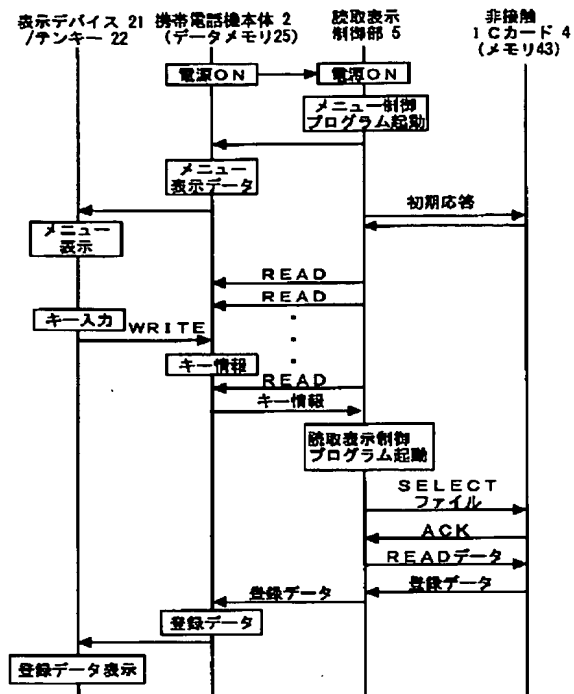 表示デバイス 21
/テンキー 22
携帯電話機本体 2
(データメモリ25)
読取表示
制御部 5
非接触
ICカード 4
(メモリ43)
電源ON
電源ON
メニュー制御
プログラム起動
メニュー
表示データ
初期応答
メニュー
表示
READ
READ
キー入力
WRITE
キー情報
READ
キー情報
読取表示制御
プログラム起動
SELECT
ファイル
ACK
READデータ
登録データ
登録データ
登録データ
登録データ表示